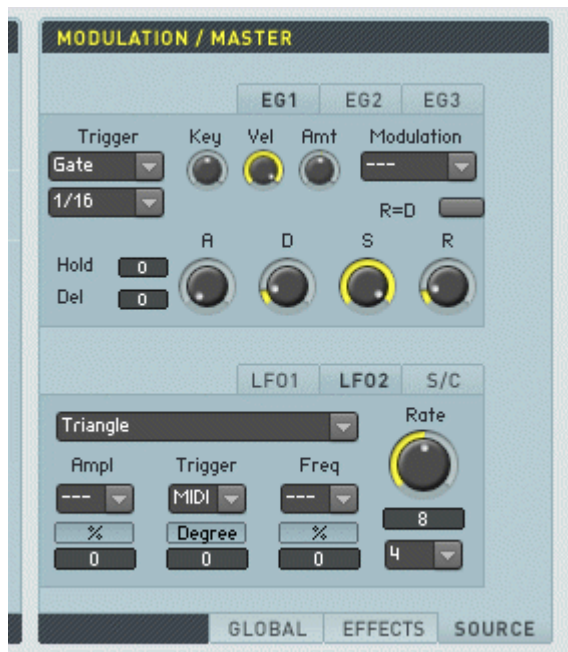 MODULATION / MASTER
EG1 EG2 EG3
Trigger Key Vel Amt Modulation
Gate ---
1/16 R=D
A D S R
Hold 0
Del 0
LFO1 LFO2 S/C
Triangle Rate
Ampl Trigger Freq
--- MIDI ---
% Degree % 8
0 0 0 4
GLOBAL EFFECTS SOURCE